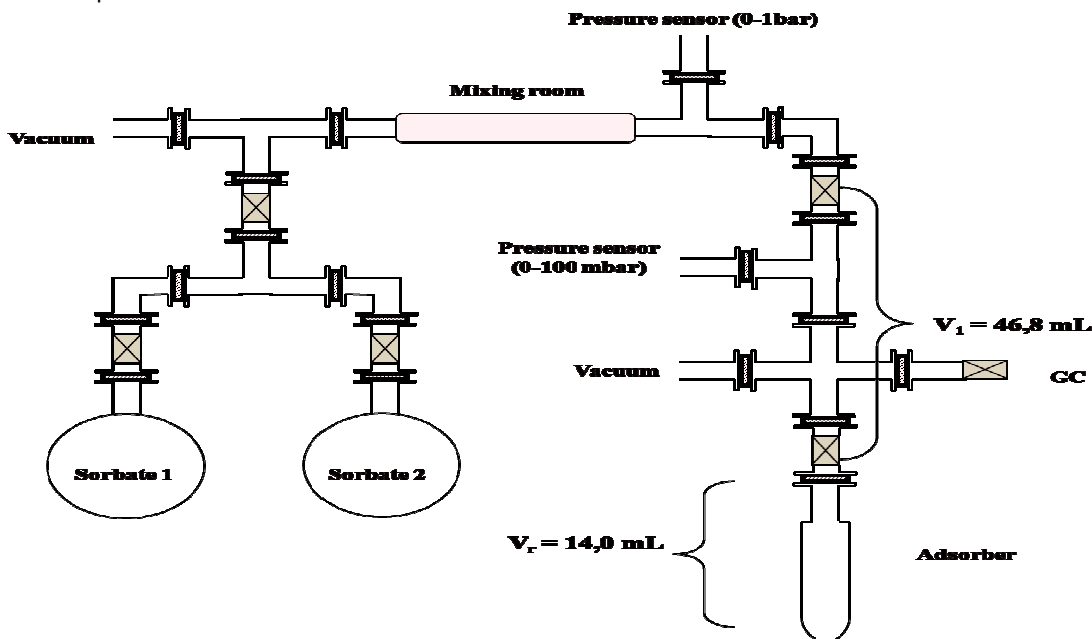 Pressure sensor (0-1bar)
Mixing room
Vacuum
Pressure sensor
(0-100 mbar)
V₁ = 46,8 mL
Vacuum
GC
Sorbate 1
Sorbate 2
Vᵣ = 14,0 mL
Adsorber